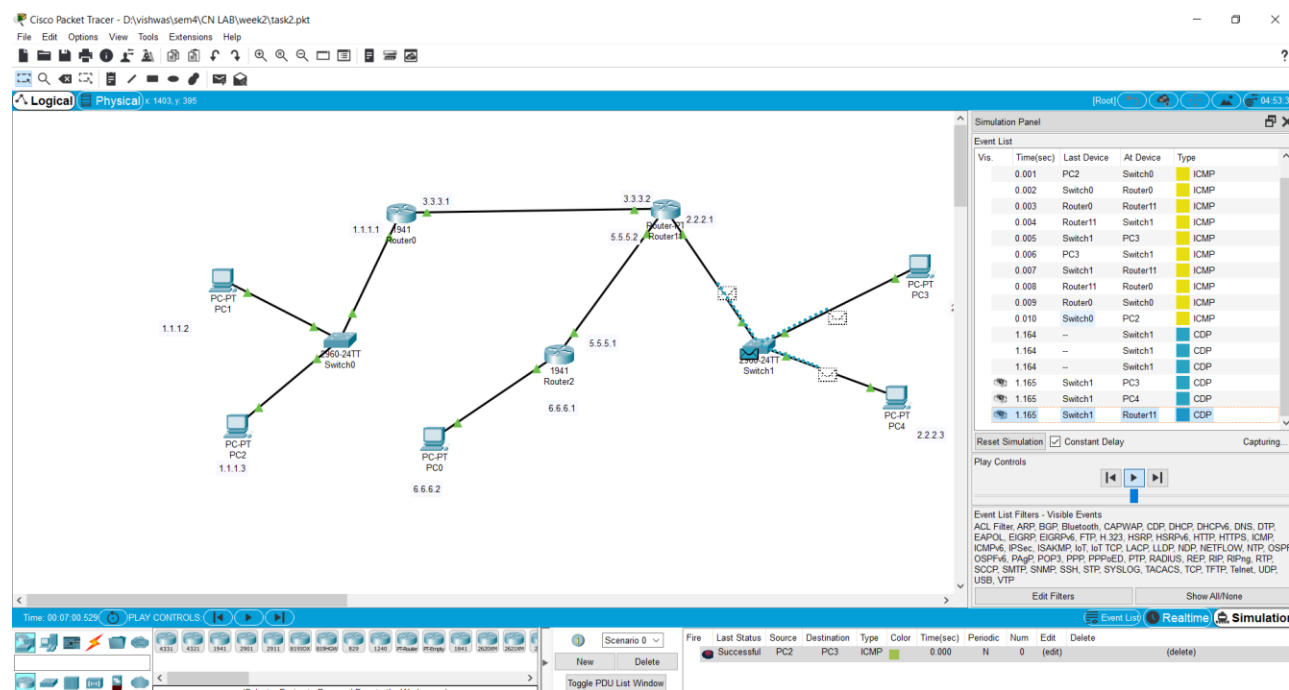 Cisco Packet Tracer - D:\vishwas\sem4\CN LAB\week2\task2.pkt
File Edit Options View Tools Extensions Help
?
Logical Physical x: 1403, y: 395 [Root] 04:53:3
Simulation Panel
Event List
Vis. Time(sec) Last Device At Device Type
0.001 PC2 Switch0 ICMP
0.002 Switch0 Router0 ICMP
0.003 Router0 Router11 ICMP
0.004 Router11 Switch1 ICMP
0.005 Switch1 PC3 ICMP
0.006 PC3 Switch1 ICMP
0.007 Switch1 Router11 ICMP
0.008 Router11 Router0 ICMP
0.009 Router0 Switch0 ICMP
0.010 Switch0 PC2 ICMP
1.164 -- Switch1 CDP
1.164 -- Switch1 CDP
1.164 -- Switch1 CDP
1.165 Switch1 PC3 CDP
1.165 Switch1 PC4 CDP
1.165 Switch1 Router11 CDP
Reset Simulation Constant Delay Capturing...
Play Controls
Event List Filters - Visible Events
ACL Filter, ARP, BGP, Bluetooth, CAPWAP, CDP, DHCP, DHCPv6, DNS, DTP,
EAPOL, EIGRP, EIGRPv6, FTP, H.323, HSRP, HSRPv6, HTTP, HTTPS, ICMP,
ICMPv6, IPSec, ISAKMP, IoT, IoT TCP, LACP, LLDP, NDP, NETFLOW, NTP, OSPF
OSPFv6, PAgP, POP3, PPP, PPPoED, PTP, RADIUS, REP, RIP, RIPng, RTP,
SCCP, SMTP, SNMP, SSH, STP, SYSLOG, TACACS, TCP, TFTP, Telnet, UDP,
USB, VTP
Edit Filters Show All/None
3.3.3.1
3.3.3.2
2.2.2.1
1.1.1.1
1941
Router0
Router-PT
Router11
5.5.5.2
PC-PT
PC1
1.1.1.2
PC-PT
PC3
2960-24TT
Switch0
5.5.5.1
1941
Router2
2960-24TT
Switch1
6.6.6.1
PC-PT
PC4
2.2.2.3
PC-PT
PC2
1.1.1.3
PC-PT
PC0
6.6.6.2
Time: 00:07:00.529 PLAY CONTROLS: Event List Realtime Simulation
4331 4321 1941 2901 2911 819IOX 819HGW 829 1240 PT-Router PT-Empty 1841 2620XM 2621XM
Scenario 0
New Delete
Toggle PDU List Window
Fire Last Status Source Destination Type Color Time(sec) Periodic Num Edit Delete
Successful PC2 PC3 ICMP 0.000 N 0 (edit) (delete)